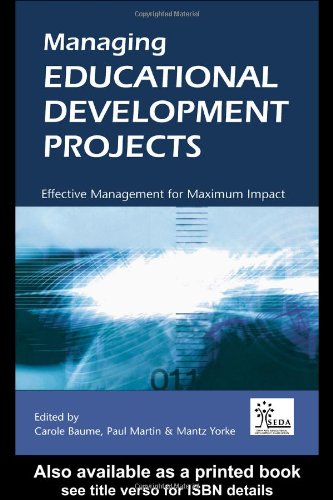 Managing
EDUCATIONAL
DEVELOPMENT
PROJECTS
Effective Management for Maximum Impact
011
Edited by
Carole Baume, Paul Martin & Mantz Yorke
SEDA
Also available as a printed book
see title verso for ISBN details